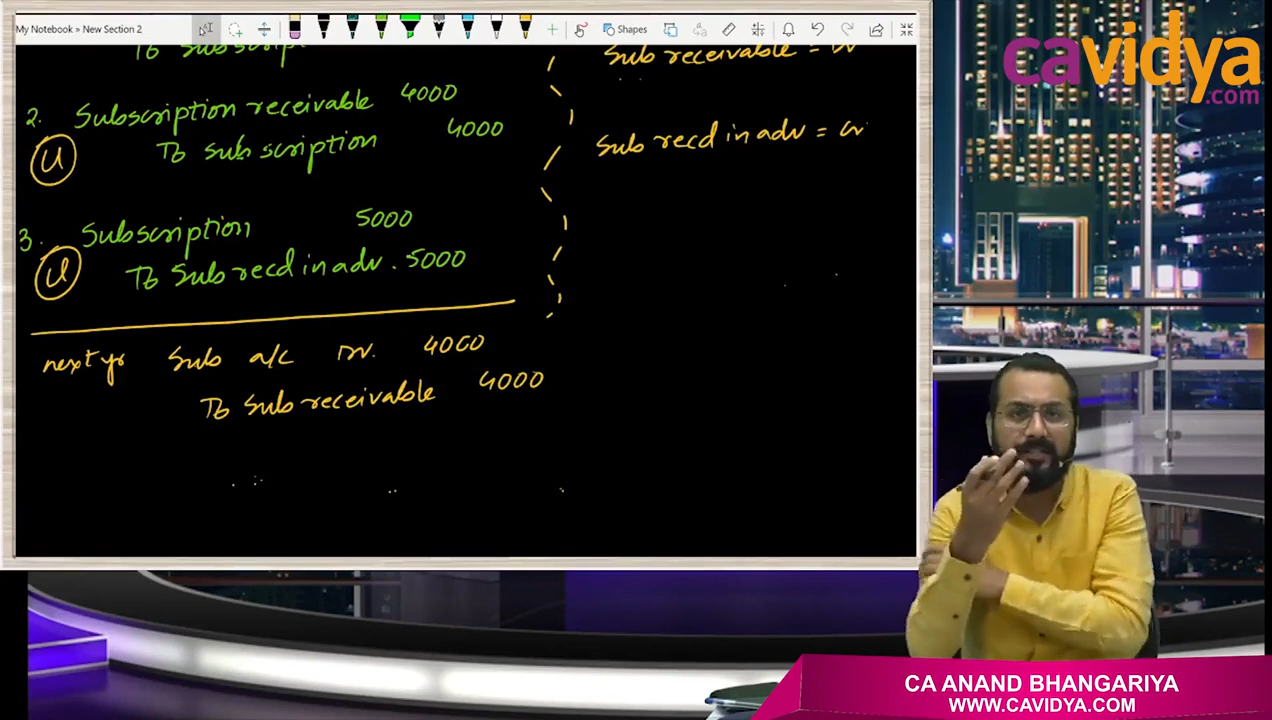 My Notebook » New Section 2
Shapes
To subscript
2. Subscription receivable 4000
To subscription 4000
U
3. Subscription 5000
To Sub recd in adv. 5000
U
next yr Sub a/c Dr. 4000
To Sub receivable 4000
Sub receivable =
Sub recd in adv =
cavidya
.com
CA ANAND BHANGARIYA
WWW.CAVIDYA.COM